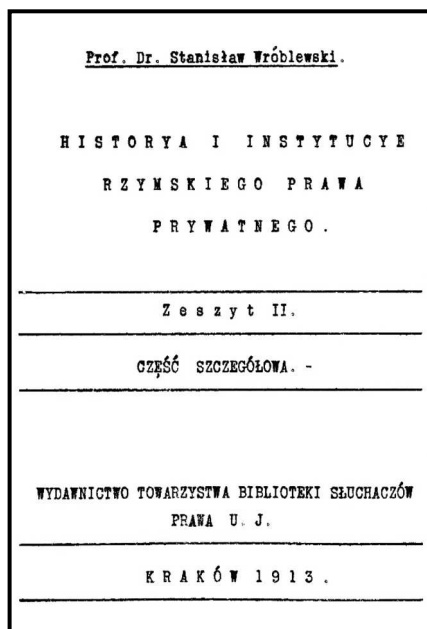 Prof. Dr. Stanisław Wróblewski.
HISTORYA I INSTYTUCYE
RZYMSKIEGO PRAWA
PRYWATNEGO.
Zeszyt II.
CZĘŚĆ SZCZEGÓŁOWA. -
WYDAWNICTWO TOWARZYSTWA BIBLIOTEKI SŁUCHACZÓW
PRAWA U. J.
KRAKÓW 1913.